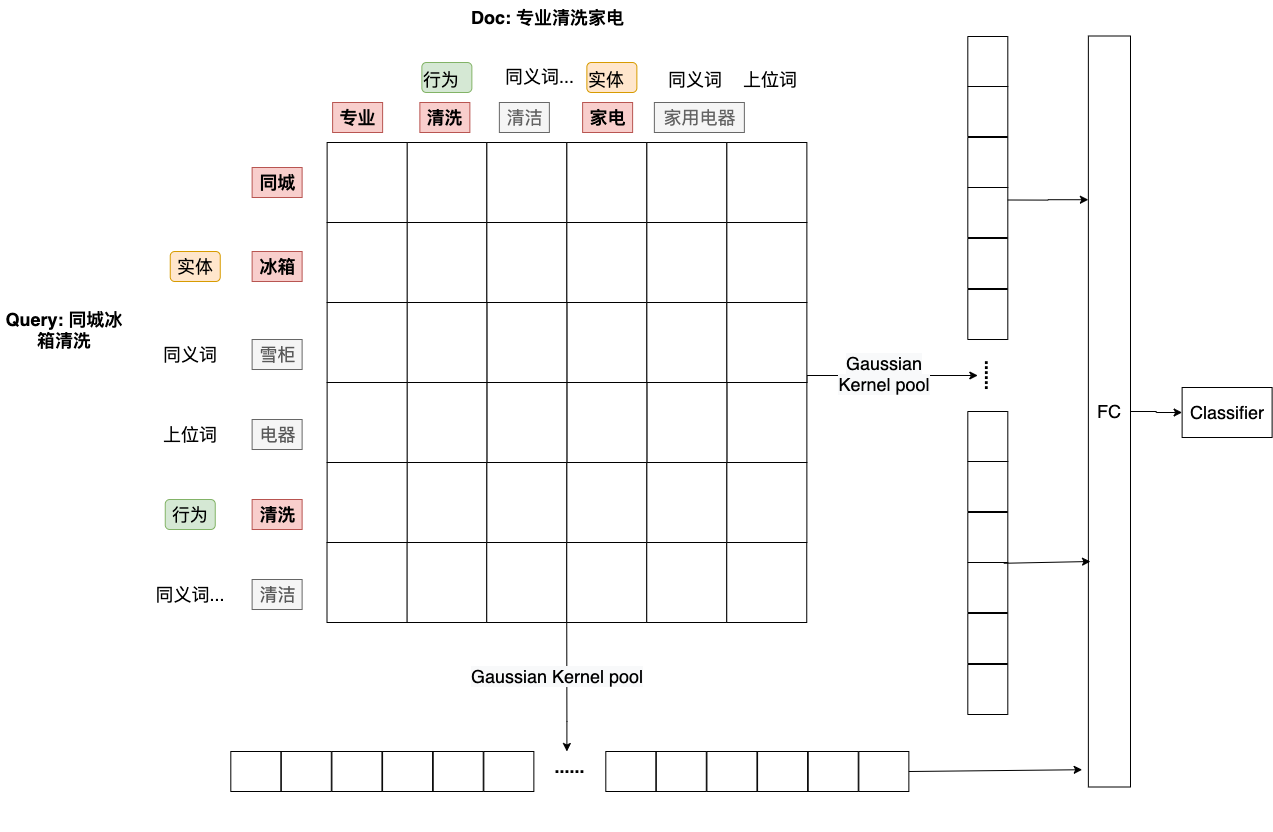 Doc: 专业清洗家电
行为
同义词...
实体
同义词
上位词
专业
清洗
清洁
家电
家用电器
同城
实体
冰箱
Query: 同城冰
箱清洗
同义词
雪柜
上位词
电器
行为
清洗
同义词...
清洁
Gaussian
Kernel pool
Gaussian Kernel pool
......
......
FC
Classifier